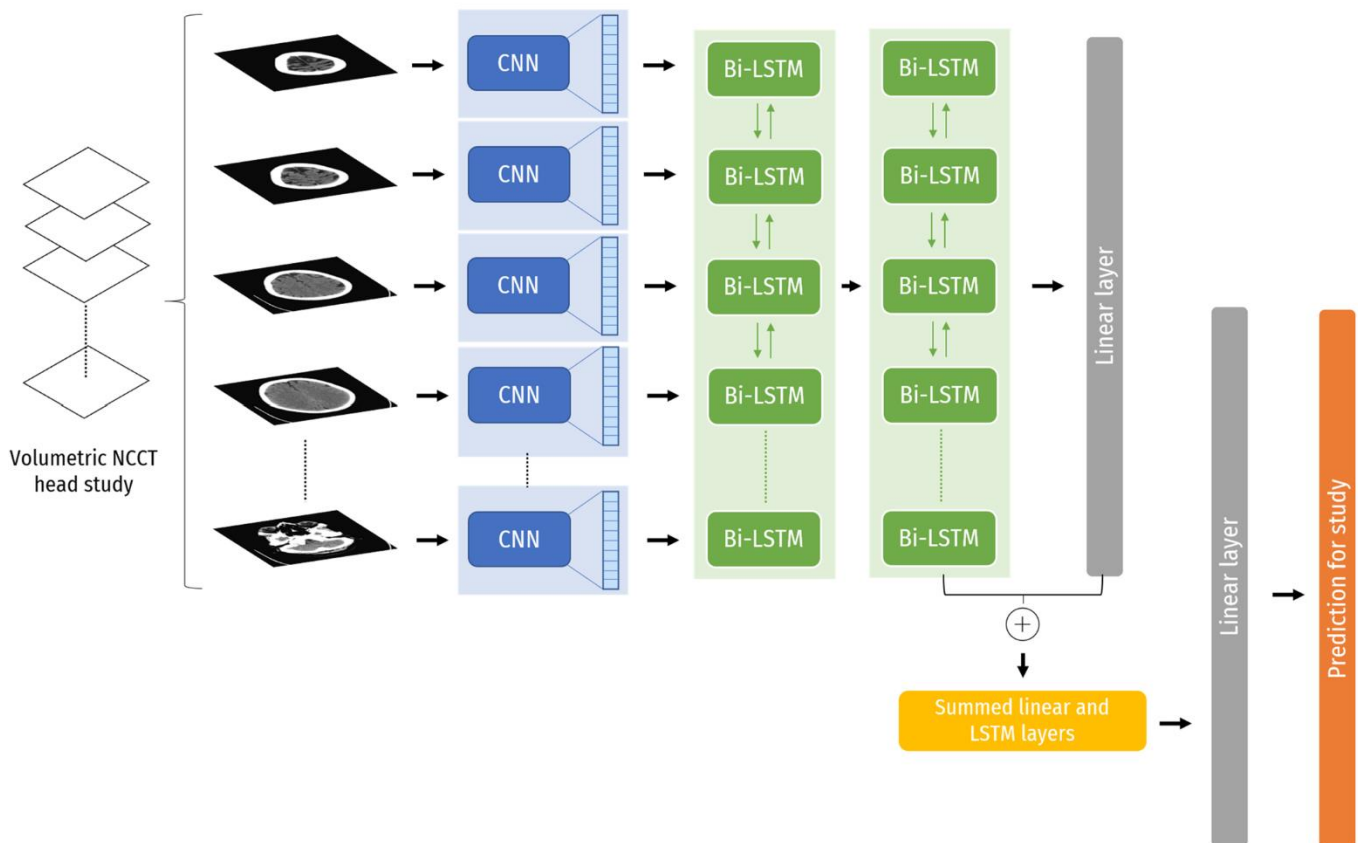 Volumetric NCCT
head study
CNN
CNN
CNN
CNN
CNN
Bi-LSTM
Bi-LSTM
Bi-LSTM
Bi-LSTM
Bi-LSTM
Bi-LSTM
Bi-LSTM
Bi-LSTM
Bi-LSTM
Bi-LSTM
Linear layer
Summed linear and
LSTM layers
Linear layer
Prediction for study